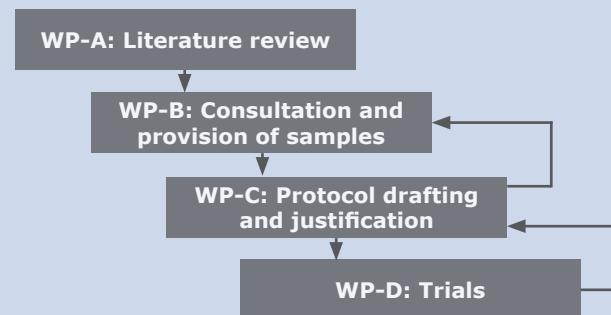 WP-A: Literature review
WP-B: Consultation and
provision of samples
WP-C: Protocol drafting
and justification
WP-D: Trials